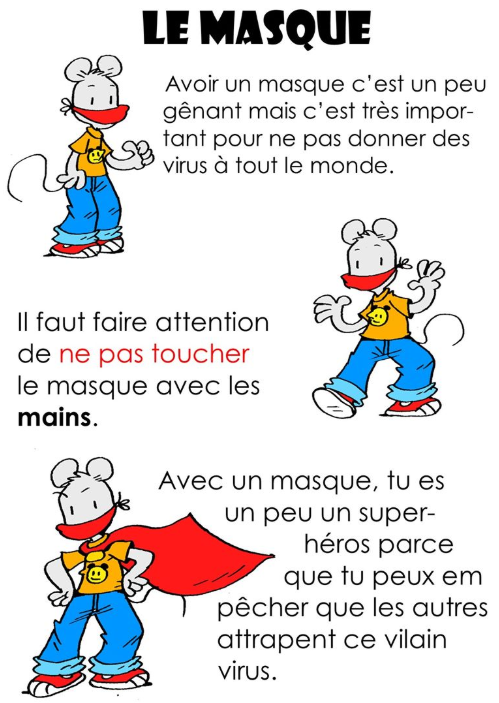 LE MASQUE
Avoir un masque c'est un peu
gênant mais c'est très impor-
tant pour ne pas donner des
virus à tout le monde.
Il faut faire attention
de ne pas toucher
le masque avec les
mains.
Avec un masque, tu es
un peu un super-
héros parce
que tu peux em
pêcher que les autres
attrapent ce vilain
virus.